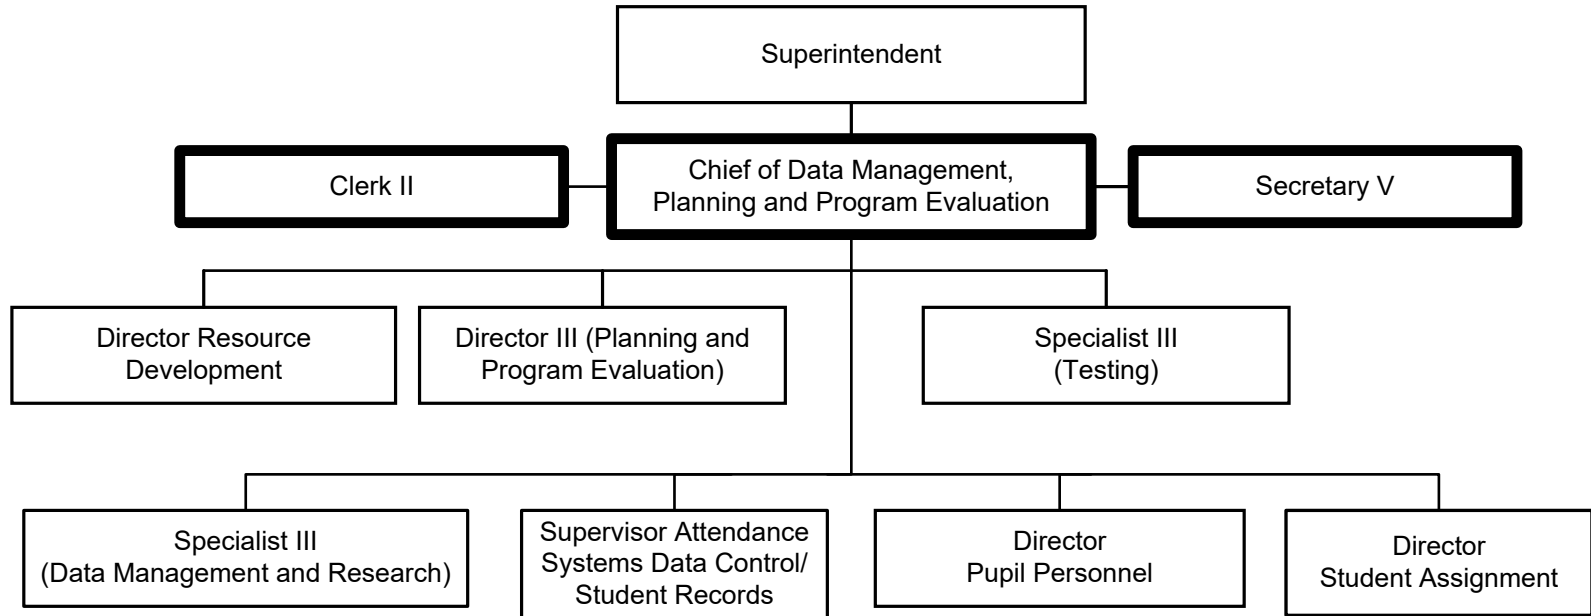 Superintendent
Clerk II
Chief of Data Management,
Planning and Program Evaluation
Secretary V
Director Resource
Development
Director III (Planning and
Program Evaluation)
Specialist III
(Testing)
Specialist III
(Data Management and Research)
Supervisor Attendance
Systems Data Control/
Student Records
Director
Pupil Personnel
Director
Student Assignment